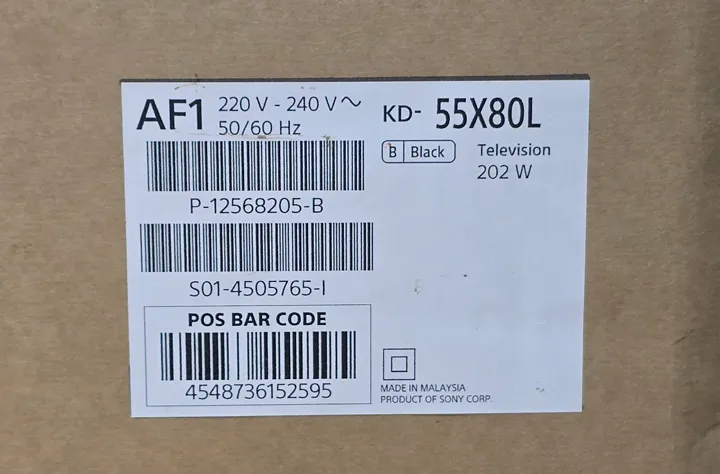 AF1 220 V - 240 V~
50/60 Hz
P-12568205-B
S01-4505765-I
POS BAR CODE
4548736152595
KD- 55X80L
B Black
Television
202 W
MADE IN MALAYSIA
PRODUCT OF SONY CORP.